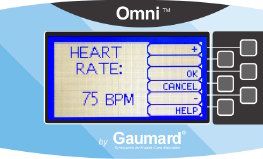 Omni™
HEART
RATE:
75 BPM
+
OK
CANCEL
-
HELP
by Gaumard®